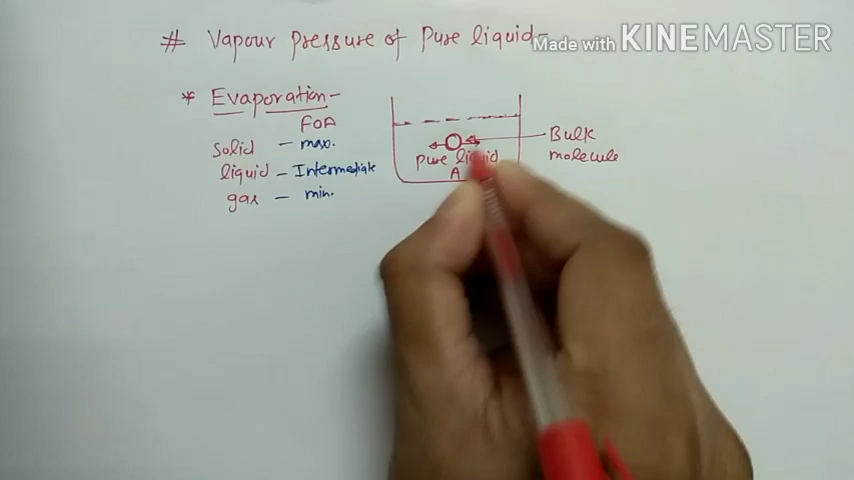 # Vapour pressure of pure liquid-
Made with KINEMASTER
* Evaporation-
FOA
solid - max.
liquid - Intermediate
gas - min.
pure liquid
A
Bulk
molecule